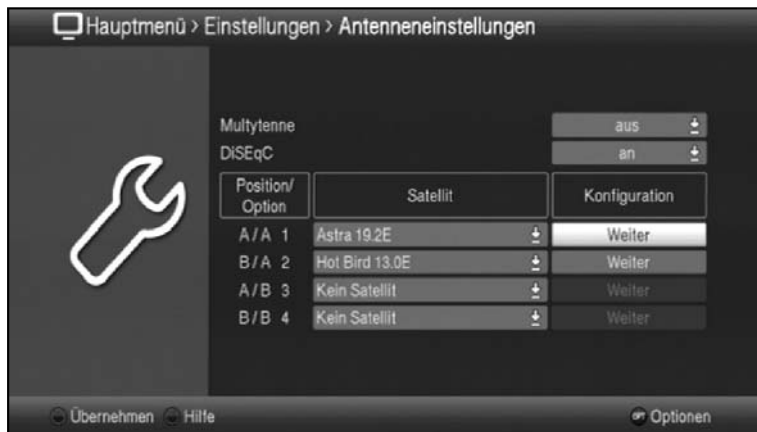 Hauptmenü > Einstellungen > Antenneneinstellungen
Multytenne aus
DiSEqC an
Position/ Option Satellit Konfiguration
A/A 1 Astra 19.2E Weiter
B/A 2 Hot Bird 13.0E Weiter
A/B 3 Kein Satellit Weiter
B/B 4 Kein Satellit Weiter
Übernehmen Hilfe OPT Optionen